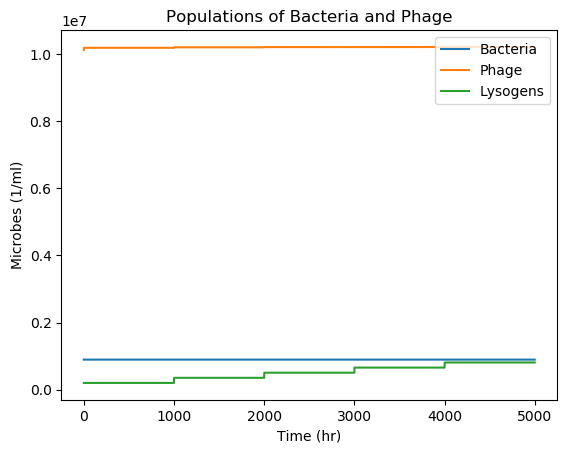 Populations of Bacteria and Phage
1e7
Bacteria
Phage
Lysogens
1.0
0.8
0.6
0.4
0.2
0.0
Microbes (1/ml)
0 1000 2000 3000 4000 5000
Time (hr)